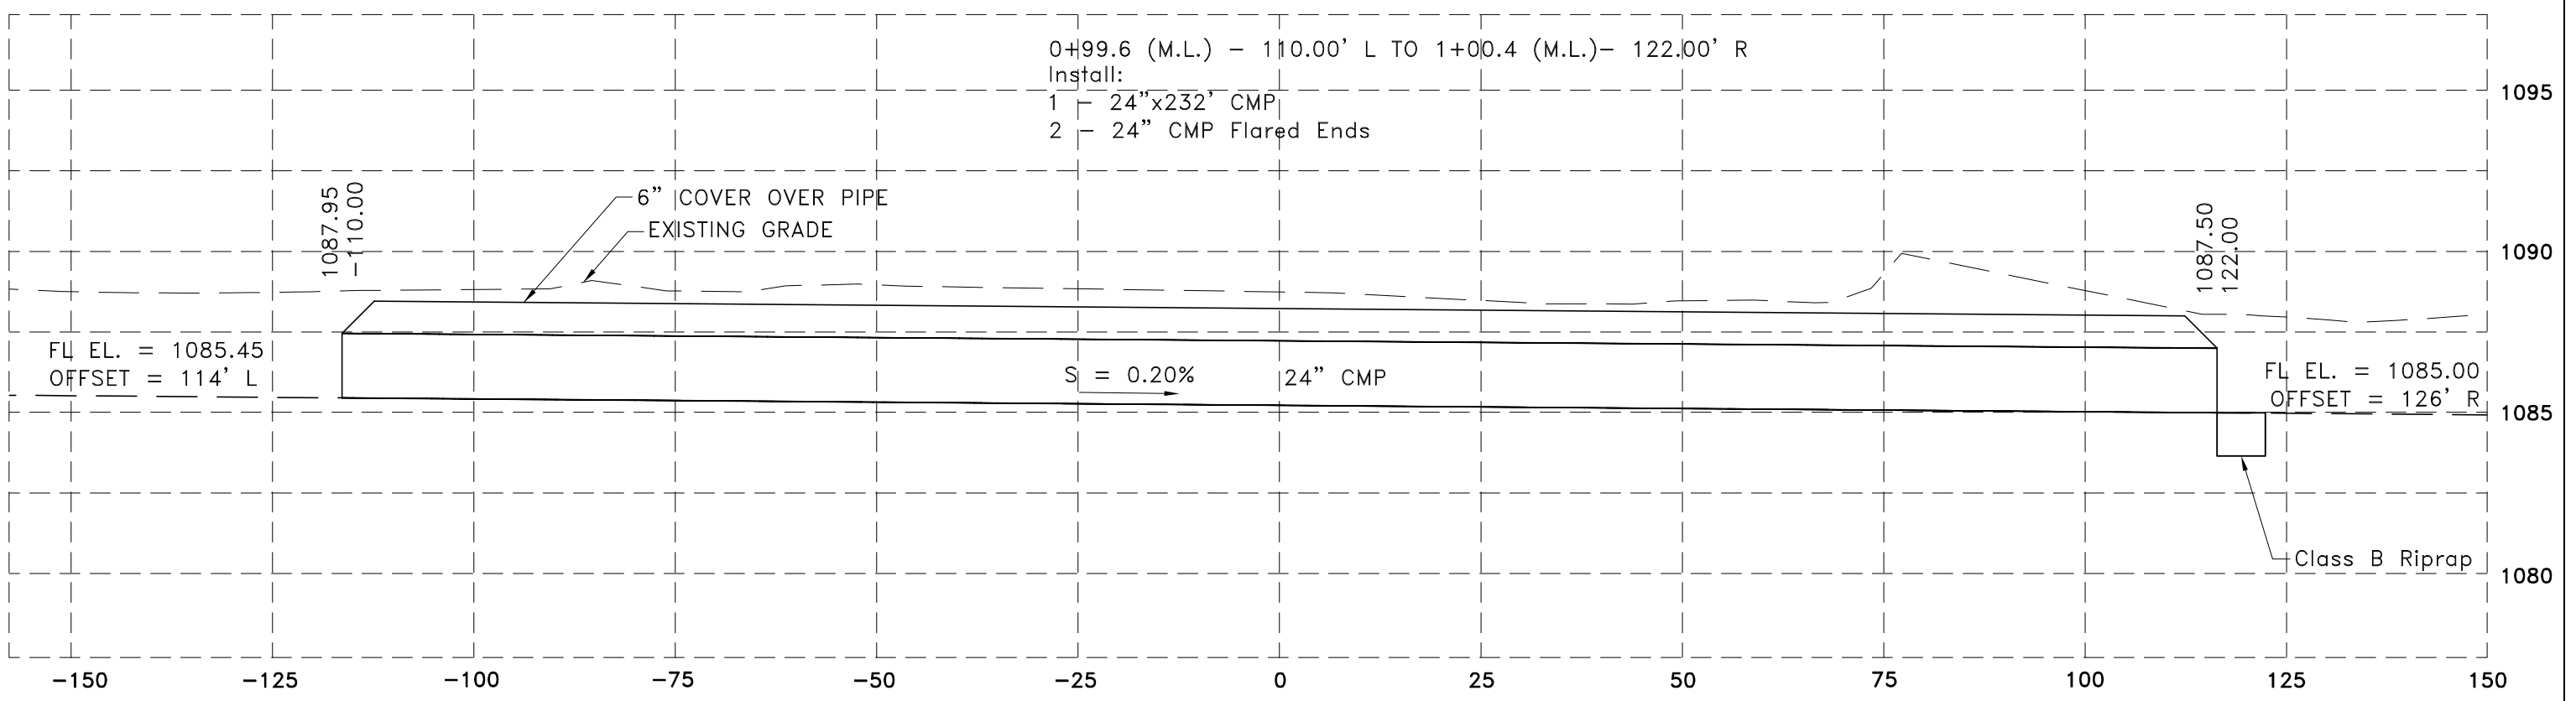 0+99.6 (M.L.) - 110.00' L TO 1+00.4 (M.L.)- 122.00' R
Install:
1 - 24"x232' CMP
2 - 24" CMP Flared Ends
1095
6" COVER OVER PIPE
EXISTING GRADE
1087.95
-110.00
1087.50
122.00
1090
FL EL. = 1085.45
OFFSET = 114' L
S = 0.20%
24" CMP
FL EL. = 1085.00
OFFSET = 126' R
1085
Class B Riprap
1080
-150 -125 -100 -75 -50 -25 0 25 50 75 100 125 150